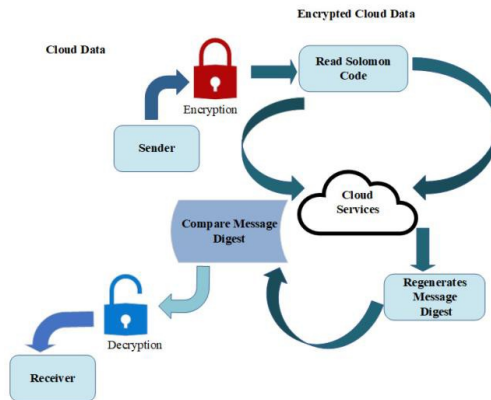 Encrypted Cloud Data
Cloud Data
Read Solomon
Code
Encryption
Sender
Cloud
Services
Compare Message
Digest
Regenerates
Message
Digest
Decryption
Receiver